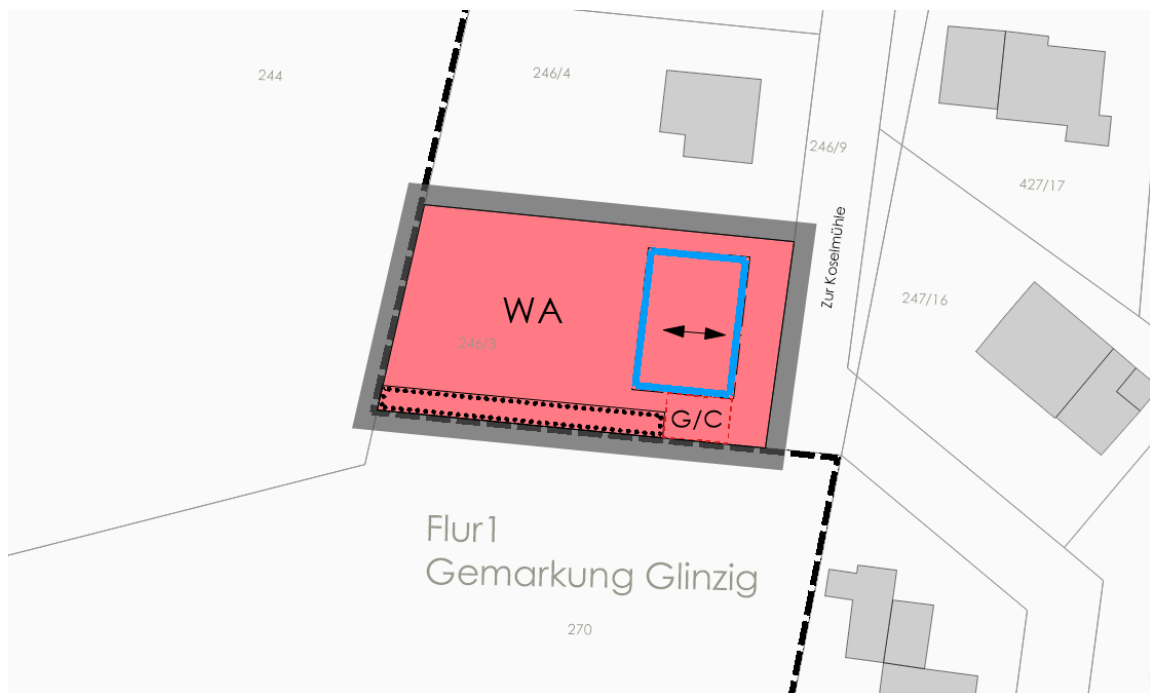 244
246/4
246/9
427/17
Zur Koselmühle
247/16
WA
246/3
G/C
Flur1
Gemarkung Glinzig
270